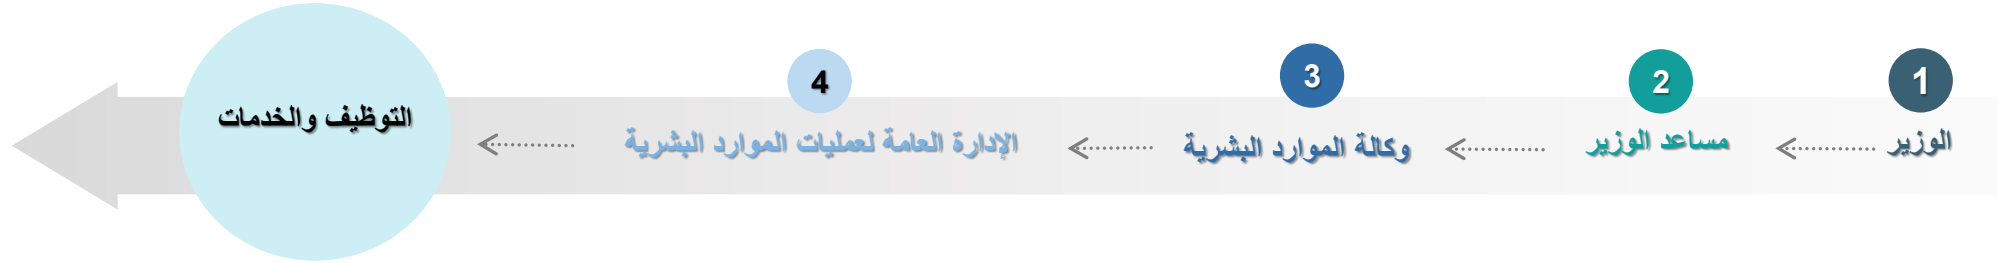 1
الوزير
2
مساعد الوزير
3
وكالة الموارد البشرية
4
الإدارة العامة لعمليات الموارد البشرية
التوظيف والخدمات